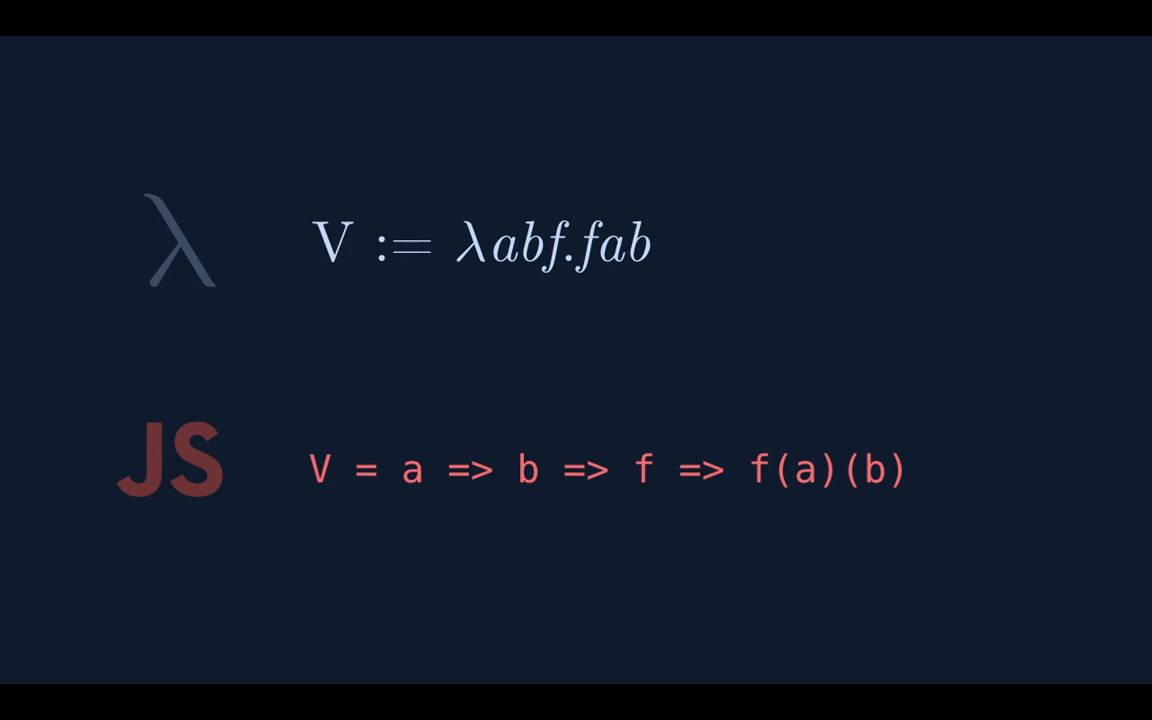 λ
V := λabf.fab
JS
V = a => b => f => f(a)(b)